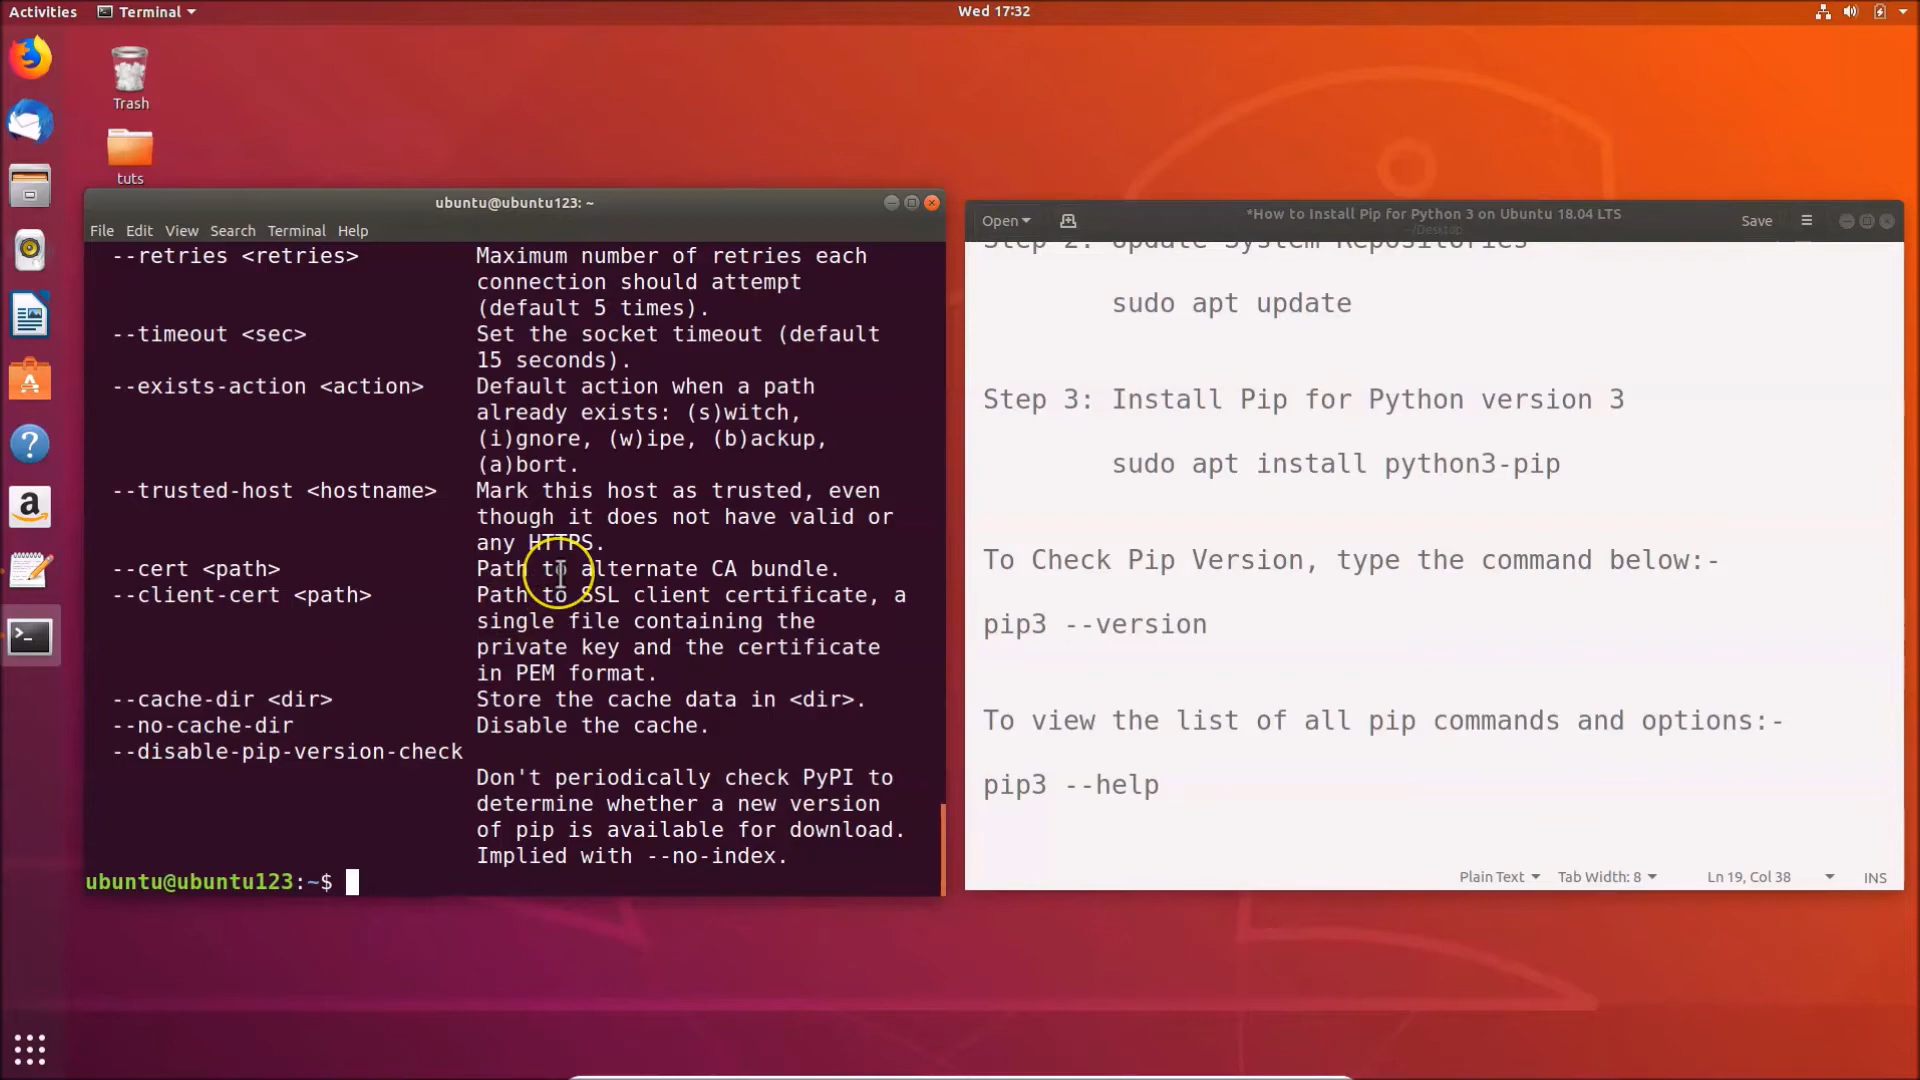 Activities
Terminal
Wed 17:32
Trash
tuts
ubuntu@ubuntu123: ~
File Edit View Search Terminal Help
--retries <retries> Maximum number of retries each
connection should attempt
(default 5 times).
--timeout <sec> Set the socket timeout (default
15 seconds).
--exists-action <action> Default action when a path
already exists: (s)witch,
(i)gnore, (w)ipe, (b)ackup,
(a)bort.
--trusted-host <hostname> Mark this host as trusted, even
though it does not have valid or
any HTTPS.
--cert <path> Path to alternate CA bundle.
--client-cert <path> Path to SSL client certificate, a
single file containing the
private key and the certificate
in PEM format.
--cache-dir <dir> Store the cache data in <dir>.
--no-cache-dir Disable the cache.
--disable-pip-version-check
Don't periodically check PyPI to
determine whether a new version
of pip is available for download.
Implied with --no-index.
ubuntu@ubuntu123:~$
Open
*How to Install Pip for Python 3 on Ubuntu 18.04 LTS
~/Desktop
Save
Step 2: Update System Repositories
sudo apt update
Step 3: Install Pip for Python version 3
sudo apt install python3-pip
To Check Pip Version, type the command below:-
pip3 --version
To view the list of all pip commands and options:-
pip3 --help
Plain Text Tab Width: 8 Ln 19, Col 38 INS